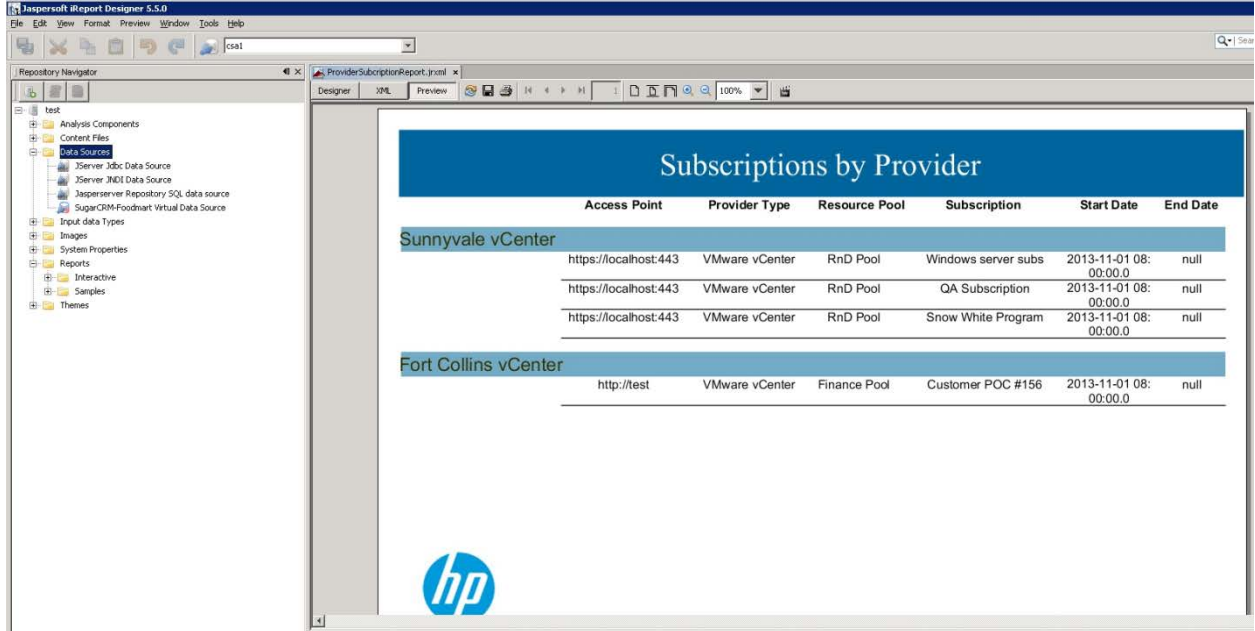 Jaspersoft iReport Designer 5.5.0
File Edit View Format Preview Window Tools Help
csa1
Sear
Repository Navigator
test
Analysis Components
Content Files
Data Sources
JServer Jdbc Data Source
JServer JNDI Data Source
Jasperserver Repository SQL data source
SugarCRM-Foodmart Virtual Data Source
Input data Types
Images
System Properties
Reports
Interactive
Samples
Themes
ProviderSubcriptionReport.jrxml
Designer XML Preview 1 100%
Subscriptions by Provider
Access Point Provider Type Resource Pool Subscription Start Date End Date
Sunnyvale vCenter
https://localhost:443 VMware vCenter RnD Pool Windows server subs 2013-11-01 08: null
00:00.0
https://localhost:443 VMware vCenter RnD Pool QA Subscription 2013-11-01 08: null
00:00.0
https://localhost:443 VMware vCenter RnD Pool Snow White Program 2013-11-01 08: null
00:00.0
Fort Collins vCenter
http://test VMware vCenter Finance Pool Customer POC #156 2013-11-01 08: null
00:00.0
hp